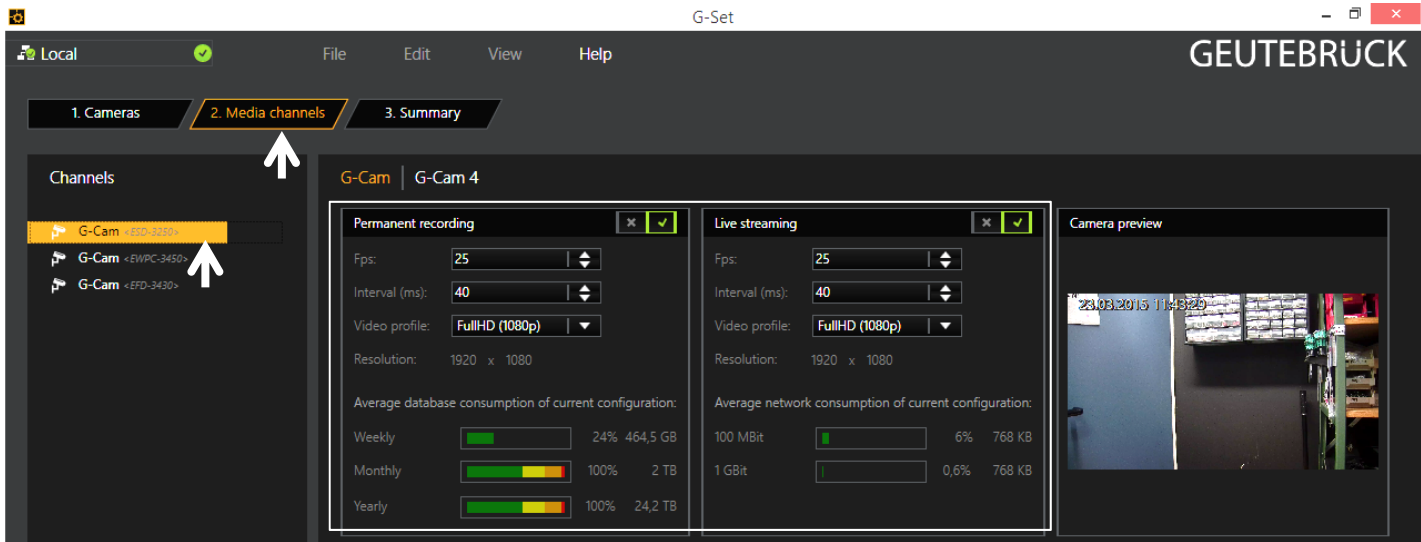 G-Set
Local File Edit View Help GEUTEBRÜCK
1. Cameras 2. Media channels 3. Summary
Channels
G-Cam <ESD-3250>
G-Cam <EWPC-3450>
G-Cam <EFD-3430>
G-Cam | G-Cam 4
Permanent recording
Fps: 25
Interval (ms): 40
Video profile: FullHD (1080p)
Resolution: 1920 x 1080
Average database consumption of current configuration:
Weekly 24% 464,5 GB
Monthly 100% 2 TB
Yearly 100% 24,2 TB
Live streaming
Fps: 25
Interval (ms): 40
Video profile: FullHD (1080p)
Resolution: 1920 x 1080
Average network consumption of current configuration:
100 MBit 6% 768 KB
1 GBit 0,6% 768 KB
Camera preview
23.03.2015 11:43:29